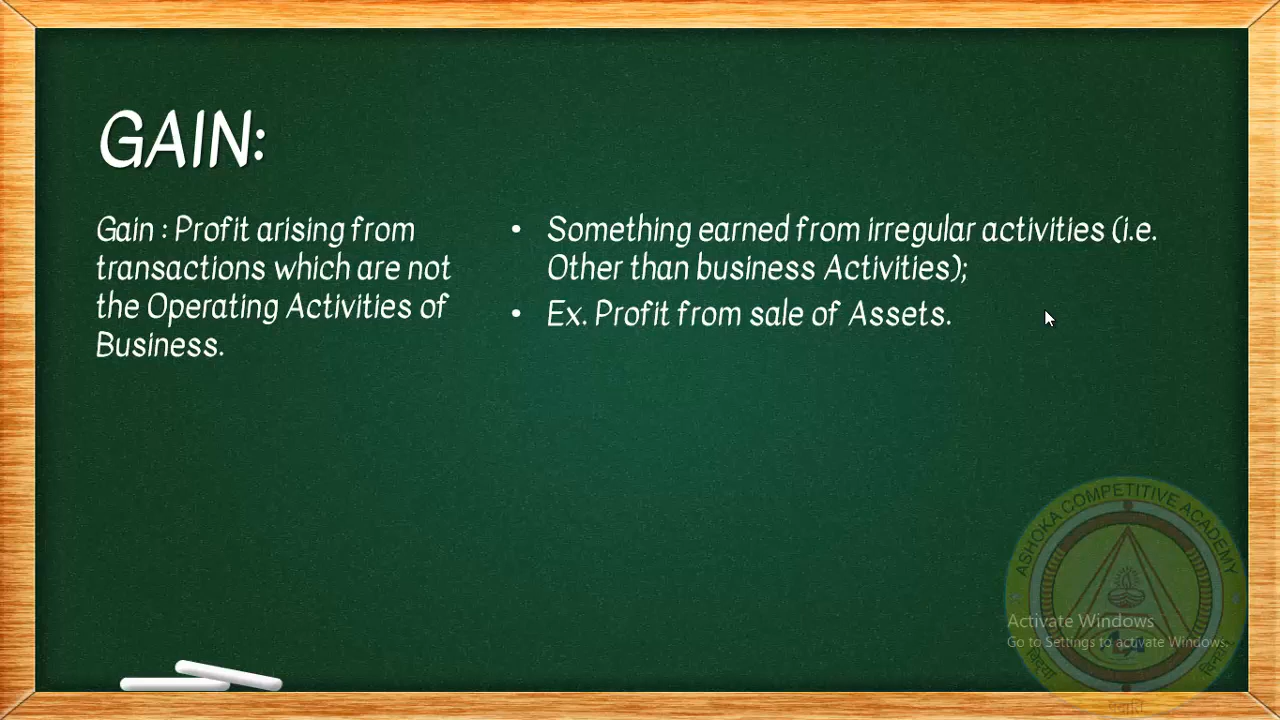 GAIN:
Gain : Profit arising from
transactions which are not
the Operating Activities of
Business.
• Something earned from irregular activities (i.e.
Other than business Activities);
• Ex. Profit from sale of Assets.
ASHOKA COMPETITIVE ACADEMY
Activate Windows
Go to Settings to activate Windows.